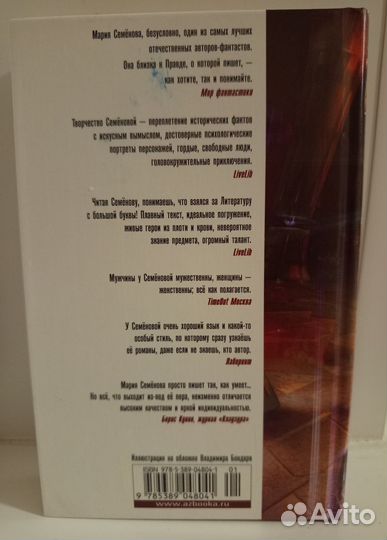 Мария Семёнова, безусловно, один из самых лучших
отечественных авторов-фантастов.
Она близка к Правде, о которой пишет, —
как хотите, так и понимайте.
Мир фантастики
Творчество Семёновой — переплетение исторических фактов
с искусным вымыслом, достоверные психологические
портреты персонажей, гордые, свободные люди,
головокружительные приключения.
LiveLib
Читая Семёнову, понимаешь, что взялся за Литературу
с большой буквы! Плавный текст, идеальное погружение,
живые герои из плоти и крови, невероятное
знание предмета, огромный талант.
LiveLib
Мужчины у Семёновой мужественны, женщины —
женственны; всё как полагается.
TimeOut Москва
У Семёновой очень хороший язык и какой-то
особый стиль, по которому сразу узнаёшь
её романы, даже если не знаешь, кто автор.
Лабиринт
Мария Семёнова просто пишет так, как умеет...
Но всё, что выходит из-под её пера, неизменно отличается
высоким качеством и яркой индивидуальностью.
Борис Кунин, журнал «Клаузура»
Иллюстрация на обложке Владимира Бондаря
ISBN 978-5-389-04804-1
01
9 785389 048041
www.azbooka.ru
Avito